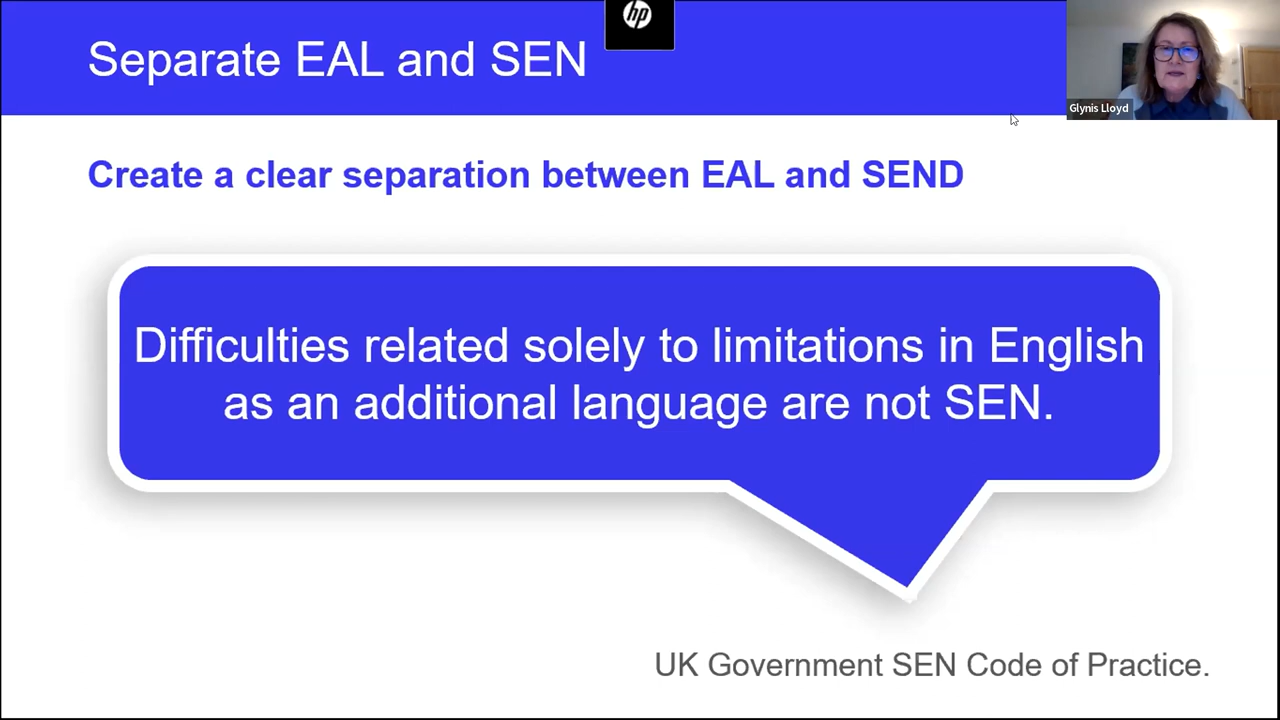 Separate EAL and SEN
hp
Glynis Lloyd
Create a clear separation between EAL and SEND
Difficulties related solely to limitations in English
as an additional language are not SEN.
UK Government SEN Code of Practice.